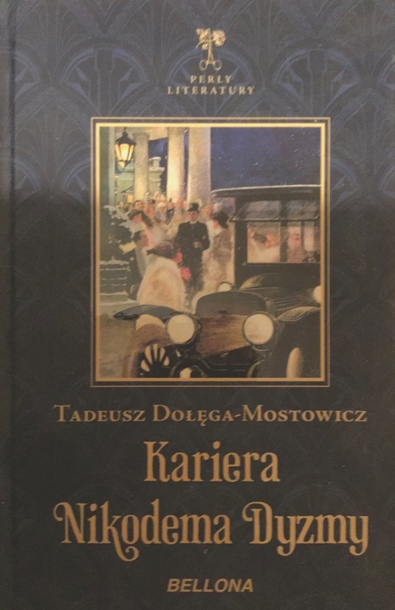 PERŁY
LITERATURY
TADEUSZ DOŁĘGA-MOSTOWICZ
Kariera
Nikodema Dyzmy
BELLONA